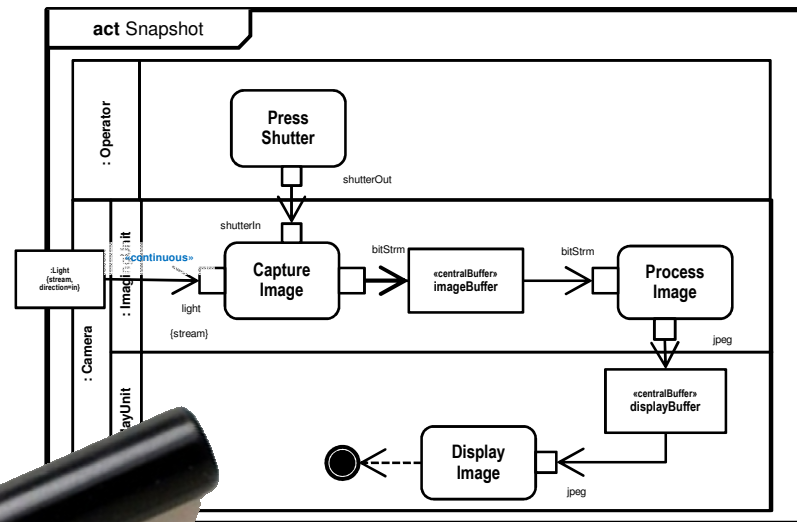 act Snapshot
: Operator
Press
Shutter
shutterOut
shutterIn
: Camera
:Light
{stream,
direction=in}
continuous»
light
{stream}
Capture
Image
bitStrm
«centralBuffer»
imageBuffer
bitStrm
Process
Image
jpeg
«centralBuffer»
displayBuffer
Display
Image
jpeg